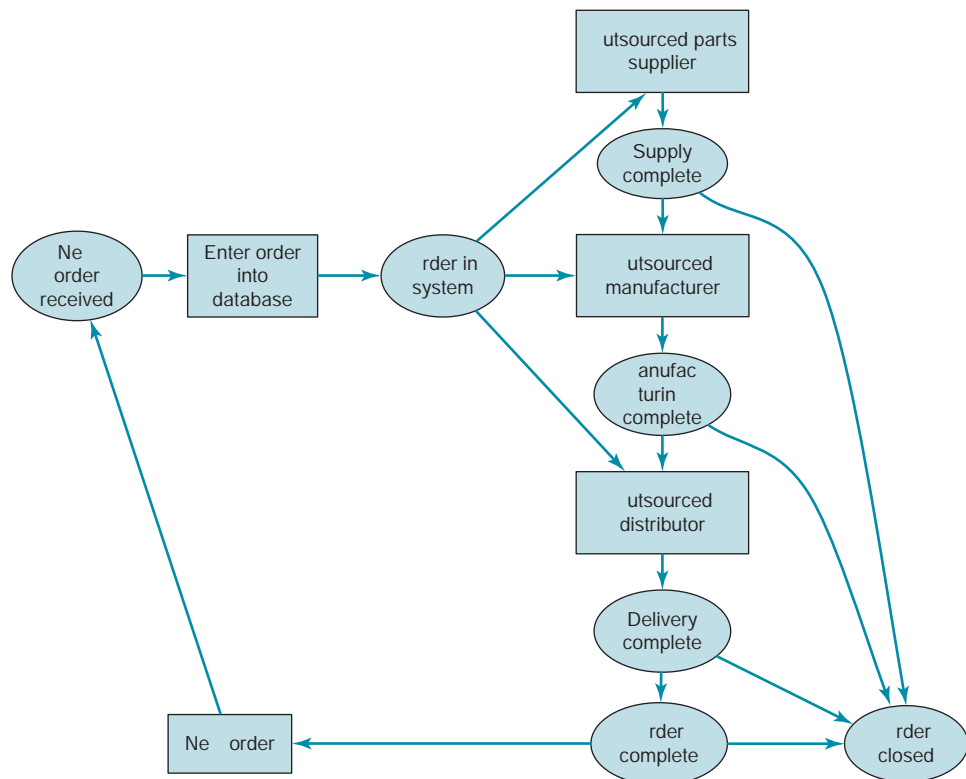 utsourced parts
supplier
Supply
complete
Ne
order
received
Enter order
into
database
rder in
system
utsourced
manufacturer
anufac
turin
complete
utsourced
distributor
Delivery
complete
Ne order
rder
complete
rder
closed